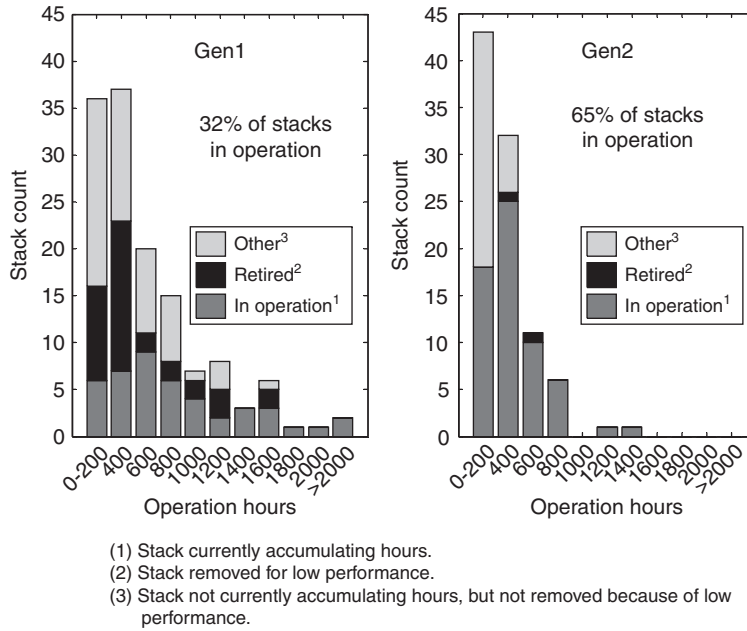 45
40
35
30
25
20
15
10
5
0
Stack count
Gen1
32% of stacks
in operation
Other3
Retired2
In operation1
0-200
400
600
800
1000
1200
1400
1600
1800
2000
>2000
Operation hours
45
40
35
30
25
20
15
10
5
0
Stack count
Gen2
65% of stacks
in operation
Other3
Retired2
In operation1
0-200
400
600
800
1000
1200
1400
1600
1800
2000
>2000
Operation hours
(1) Stack currently accumulating hours.
(2) Stack removed for low performance.
(3) Stack not currently accumulating hours, but not removed because of low
performance.